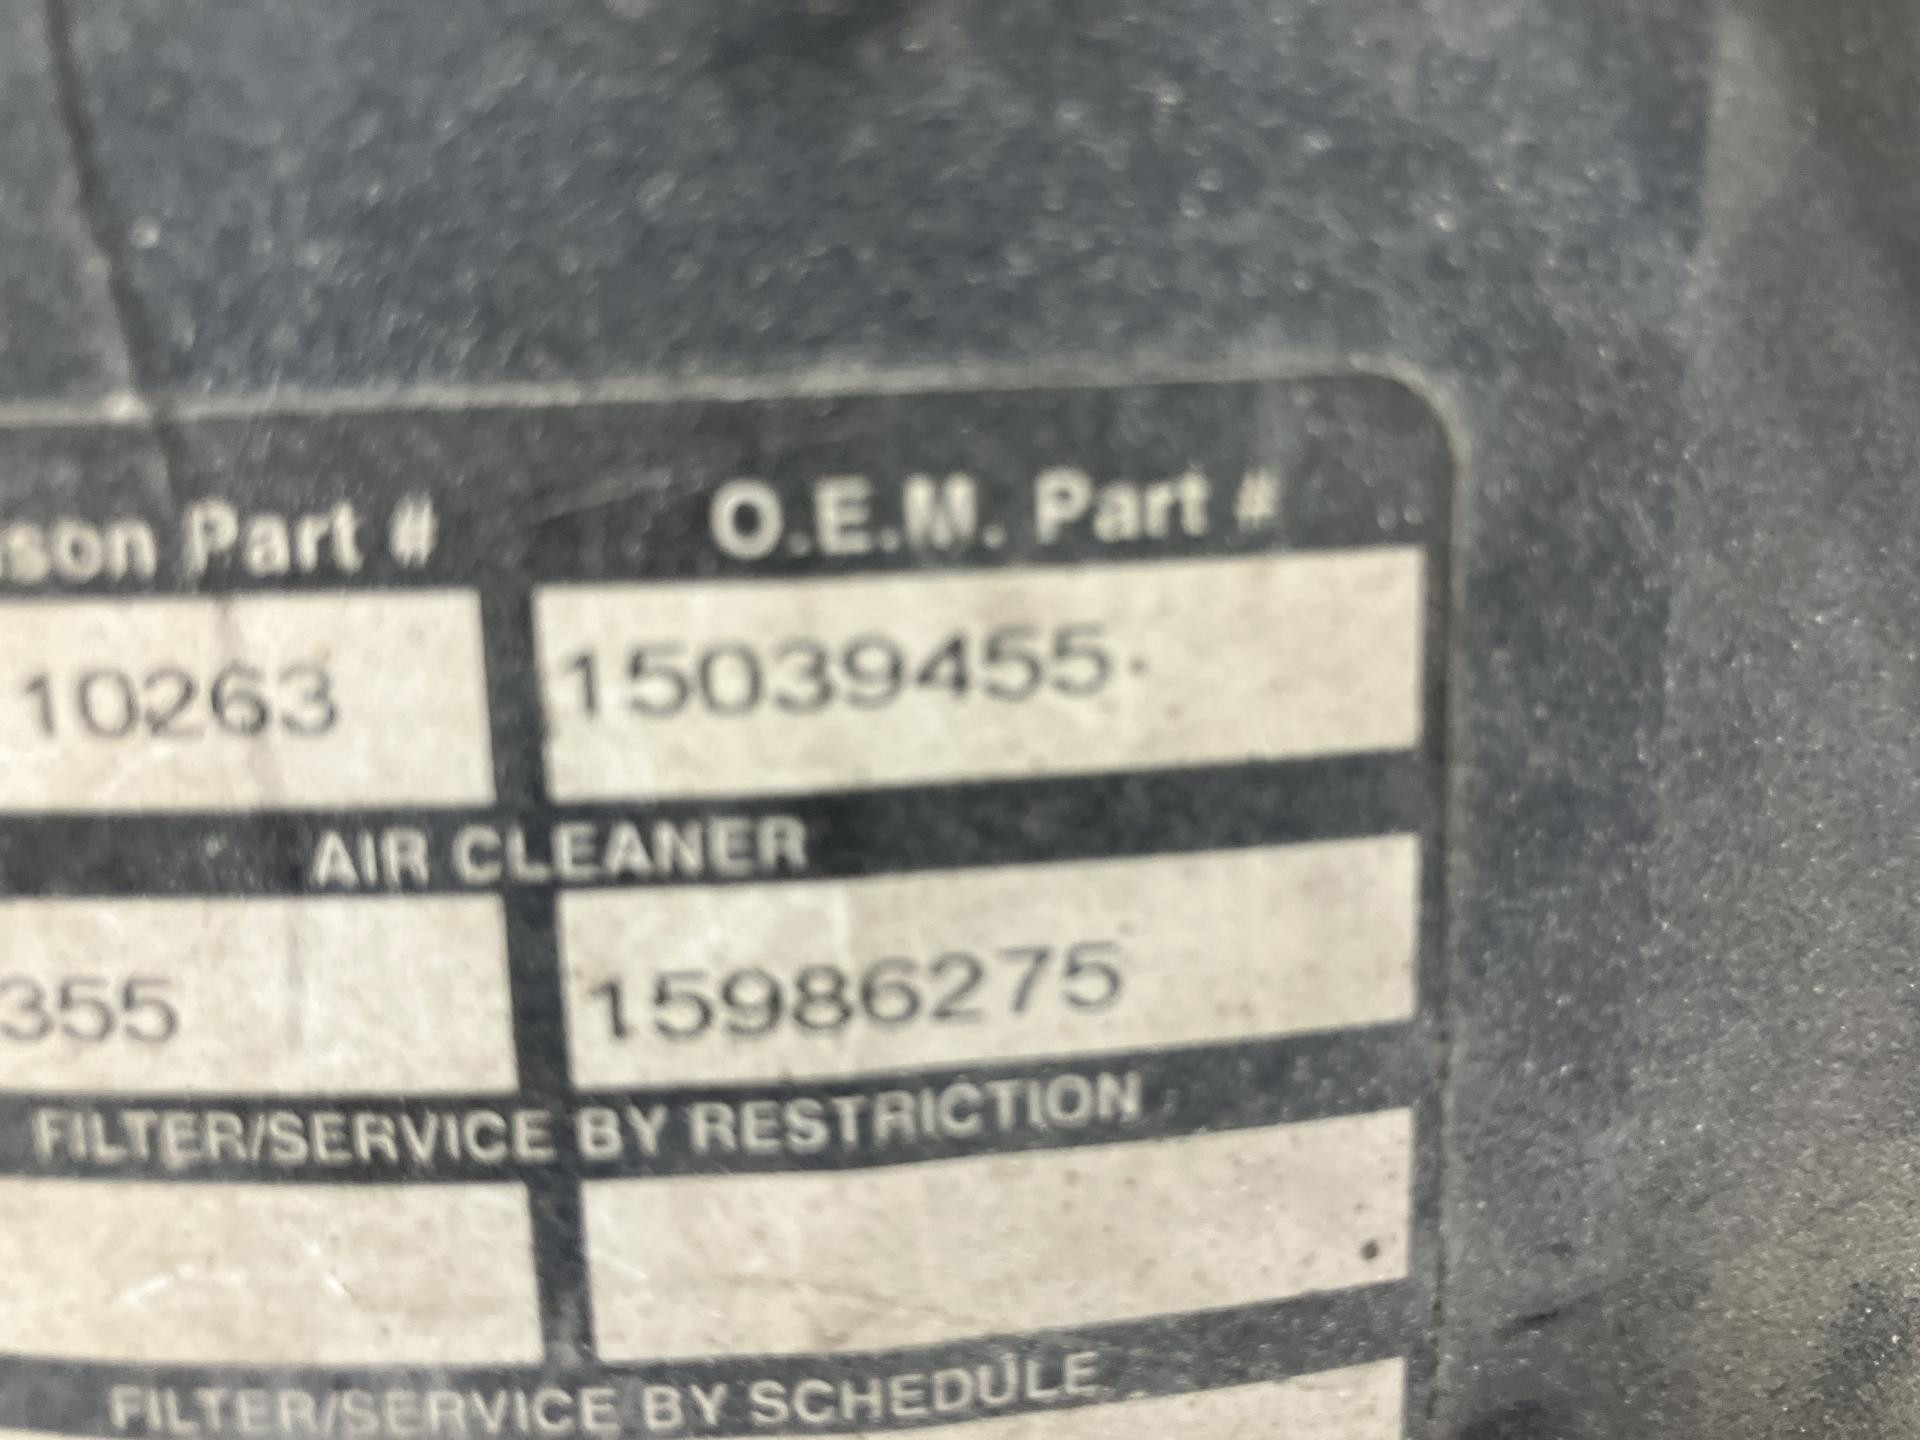 son Part # O.E.M. Part #
10263 15039455
AIR CLEANER
355 15986275
FILTER/SERVICE BY RESTRICTION
FILTER/SERVICE BY SCHEDULE